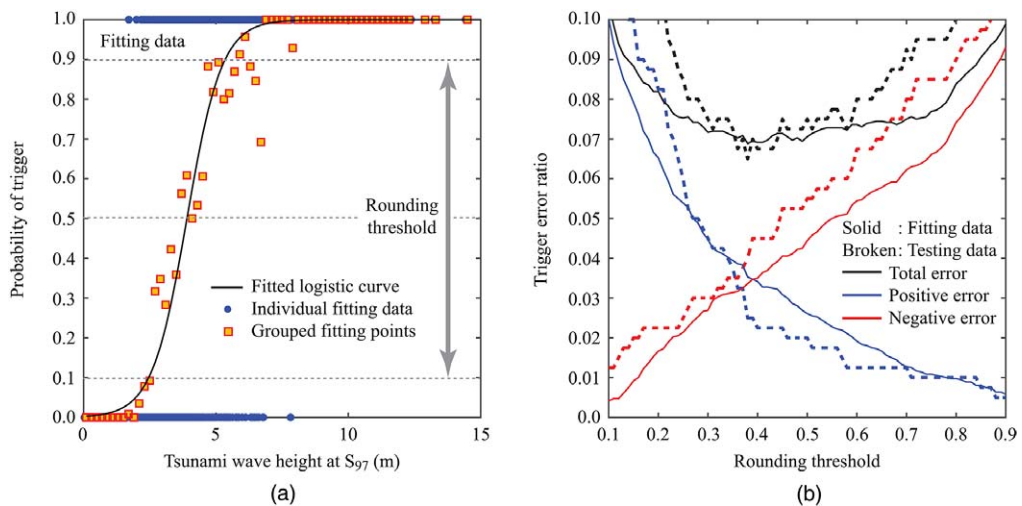 (a)
Probability of trigger
1.0
0.9
0.8
0.7
0.6
0.5
0.4
0.3
0.2
0.1
0.0
Fitting data
Rounding
threshold
Fitted logistic curve
Individual fitting data
Grouped fitting points
0
5
10
15
Tsunami wave height at S97 (m)
(a)
(b)
Trigger error ratio
0.10
0.09
0.08
0.07
0.06
0.05
0.04
0.03
0.02
0.01
0.00
Solid : Fitting data
Broken: Testing data
Total error
Positive error
Negative error
0.1 0.2 0.3 0.4 0.5 0.6 0.7 0.8 0.9
Rounding threshold
(b)